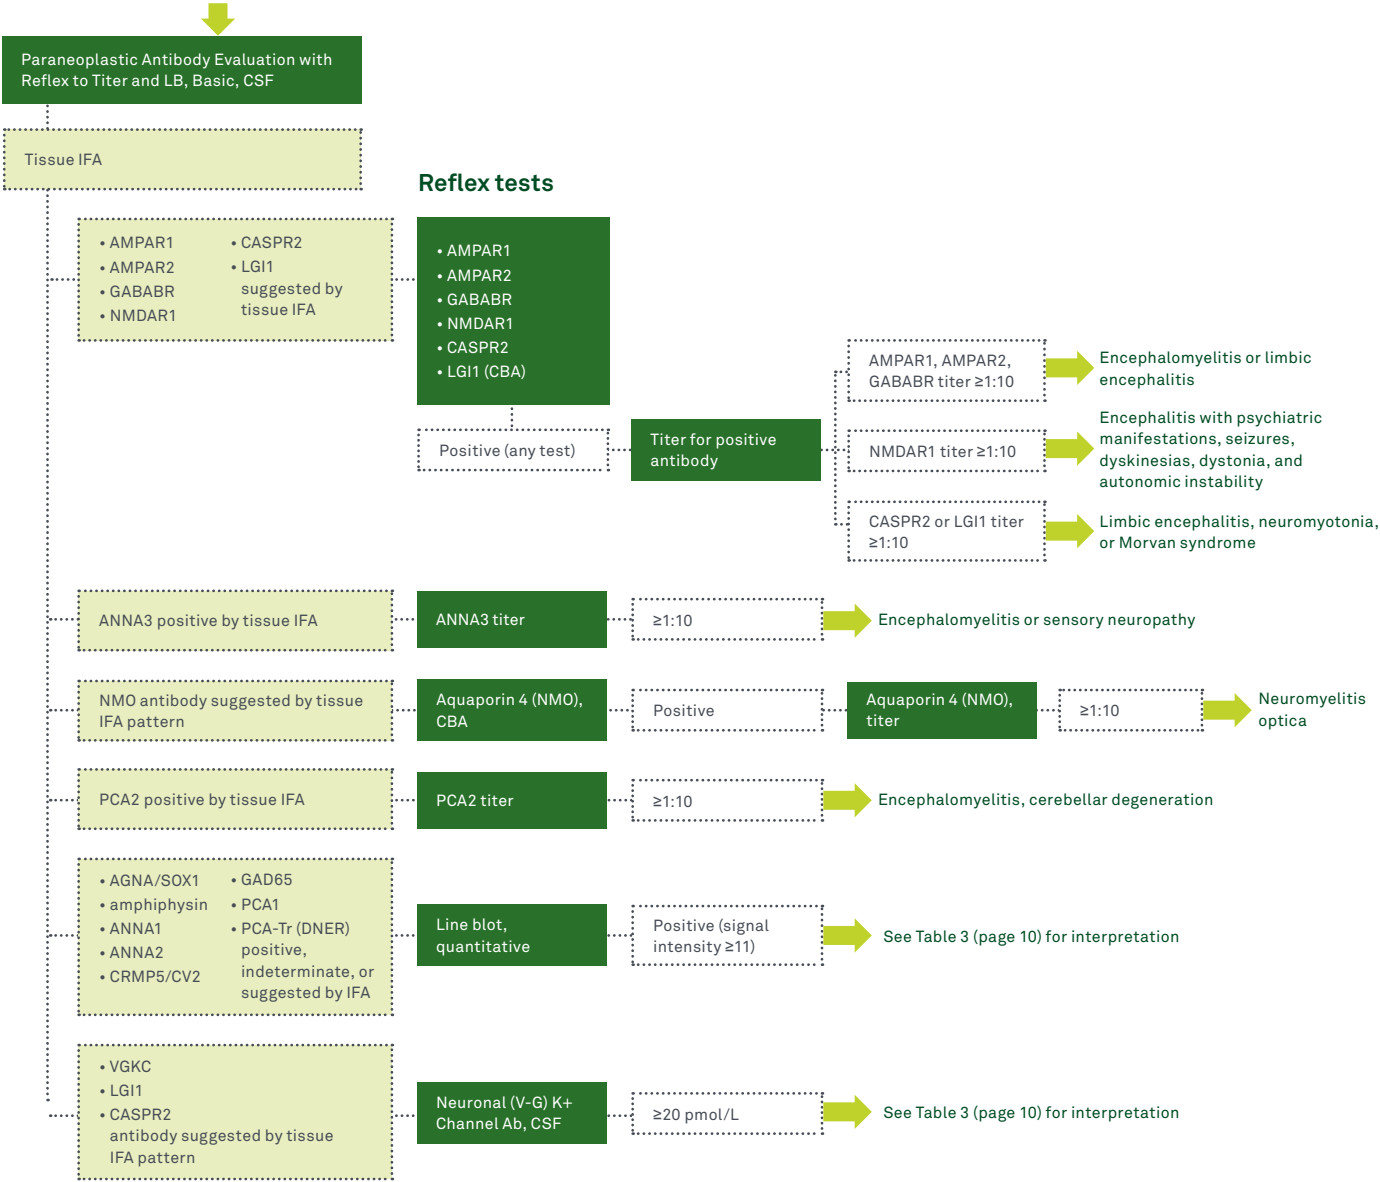 Paraneoplastic Antibody Evaluation with
Reflex to Titer and LB, Basic, CSF
Tissue IFA
Reflex tests
• AMPAR1
• AMPAR2
• GABABR
• NMDAR1
• CASPR2
• LGI1
suggested by
tissue IFA
• AMPAR1
• AMPAR2
• GABABR
• NMDAR1
• CASPR2
• LGI1 (CBA)
Positive (any test)
Titer for positive
antibody
AMPAR1, AMPAR2,
GABABR titer ≥1:10
Encephalomyelitis or limbic
encephalitis
NMDAR1 titer ≥1:10
Encephalitis with psychiatric
manifestations, seizures,
dyskinesias, dystonia, and
autonomic instability
CASPR2 or LGI1 titer
≥1:10
Limbic encephalitis, neuromyotonia,
or Morvan syndrome
ANNA3 positive by tissue IFA
ANNA3 titer
≥1:10
Encephalomyelitis or sensory neuropathy
NMO antibody suggested by tissue
IFA pattern
Aquaporin 4 (NMO),
CBA
Positive
Aquaporin 4 (NMO),
titer
≥1:10
Neuromyelitis
optica
PCA2 positive by tissue IFA
PCA2 titer
≥1:10
Encephalomyelitis, cerebellar degeneration
• AGNA/SOX1
• amphiphysin
• ANNA1
• ANNA2
• CRMP5/CV2
• GAD65
• PCA1
• PCA-Tr (DNER)
positive,
indeterminate, or
suggested by IFA
Line blot,
quantitative
Positive (signal
intensity ≥11)
See Table 3 (page 10) for interpretation
• VGKC
• LGI1
• CASPR2
antibody suggested by tissue
IFA pattern
Neuronal (V-G) K+
Channel Ab, CSF
≥20 pmol/L
See Table 3 (page 10) for interpretation